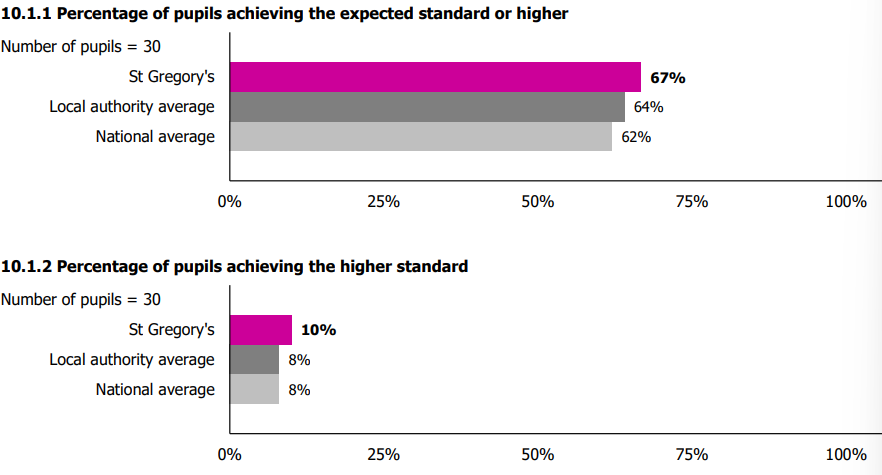 10.1.1 Percentage of pupils achieving the expected standard or higher
Number of pupils = 30
St Gregory's 67%
Local authority average 64%
National average 62%
0% 25% 50% 75% 100%
10.1.2 Percentage of pupils achieving the higher standard
Number of pupils = 30
St Gregory's 10%
Local authority average 8%
National average 8%
0% 25% 50% 75% 100%